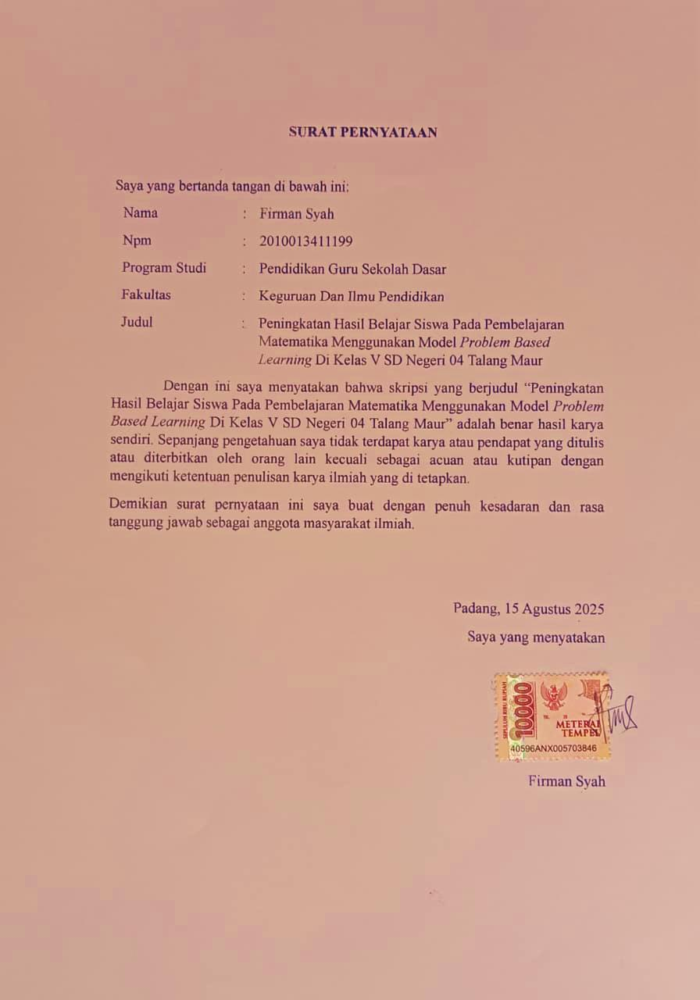 SURAT PERNYATAAN
Saya yang bertanda tangan di bawah ini:
Nama : Firman Syah
Npm : 2010013411199
Program Studi : Pendidikan Guru Sekolah Dasar
Fakultas : Keguruan Dan Ilmu Pendidikan
Judul : Peningkatan Hasil Belajar Siswa Pada Pembelajaran
Matematika Menggunakan Model Problem Based
Learning Di Kelas V SD Negeri 04 Talang Maur
Dengan ini saya menyatakan bahwa skripsi yang berjudul “Peningkatan
Hasil Belajar Siswa Pada Pembelajaran Matematika Menggunakan Model Problem
Based Learning Di Kelas V SD Negeri 04 Talang Maur” adalah benar hasil karya
sendiri. Sepanjang pengetahuan saya tidak terdapat karya atau pendapat yang ditulis
atau diterbitkan oleh orang lain kecuali sebagai acuan atau kutipan dengan
mengikuti ketentuan penulisan karya ilmiah yang di tetapkan.
Demikian surat pernyataan ini saya buat dengan penuh kesadaran dan rasa
tanggung jawab sebagai anggota masyarakat ilmiah.
Padang, 15 Agustus 2025
Saya yang menyatakan
SEPULUH RIBU RUPIAH
10000
METERAI
TEMPEL
40596ANX005703846
Firman Syah